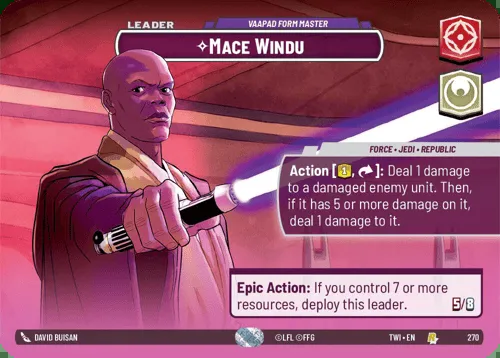 LEADER
VAAPAD FORM MASTER
✧MACE WINDU
FORCE • JEDI • REPUBLIC
Action [1, ]: Deal 1 damage
to a damaged enemy unit. Then,
if it has 5 or more damage on it,
deal 1 damage to it.
Epic Action: If you control 7 or more
resources, deploy this leader.
5/8
DAVID BUISAN
©LFL ©FFG
TWI • EN
270